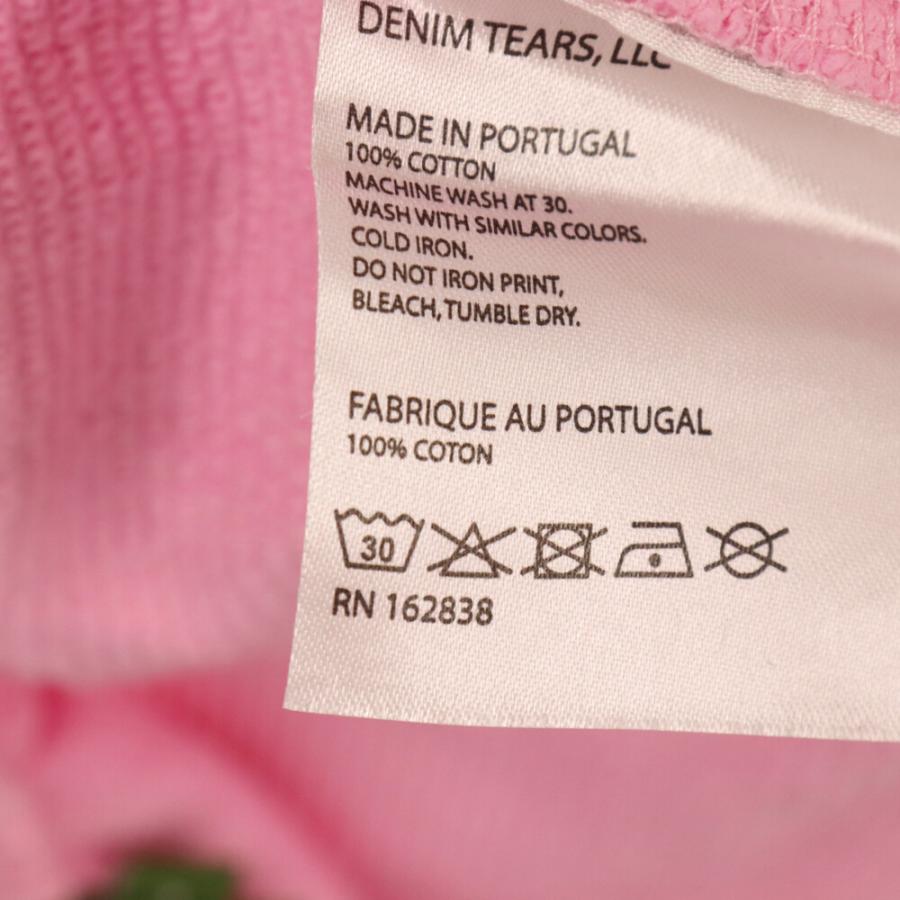 DENIM TEARS, LLC
MADE IN PORTUGAL
100% COTTON
MACHINE WASH AT 30.
WASH WITH SIMILAR COLORS.
COLD IRON.
DO NOT IRON PRINT,
BLEACH, TUMBLE DRY.
FABRIQUE AU PORTUGAL
100% COTON
30
RN 162838